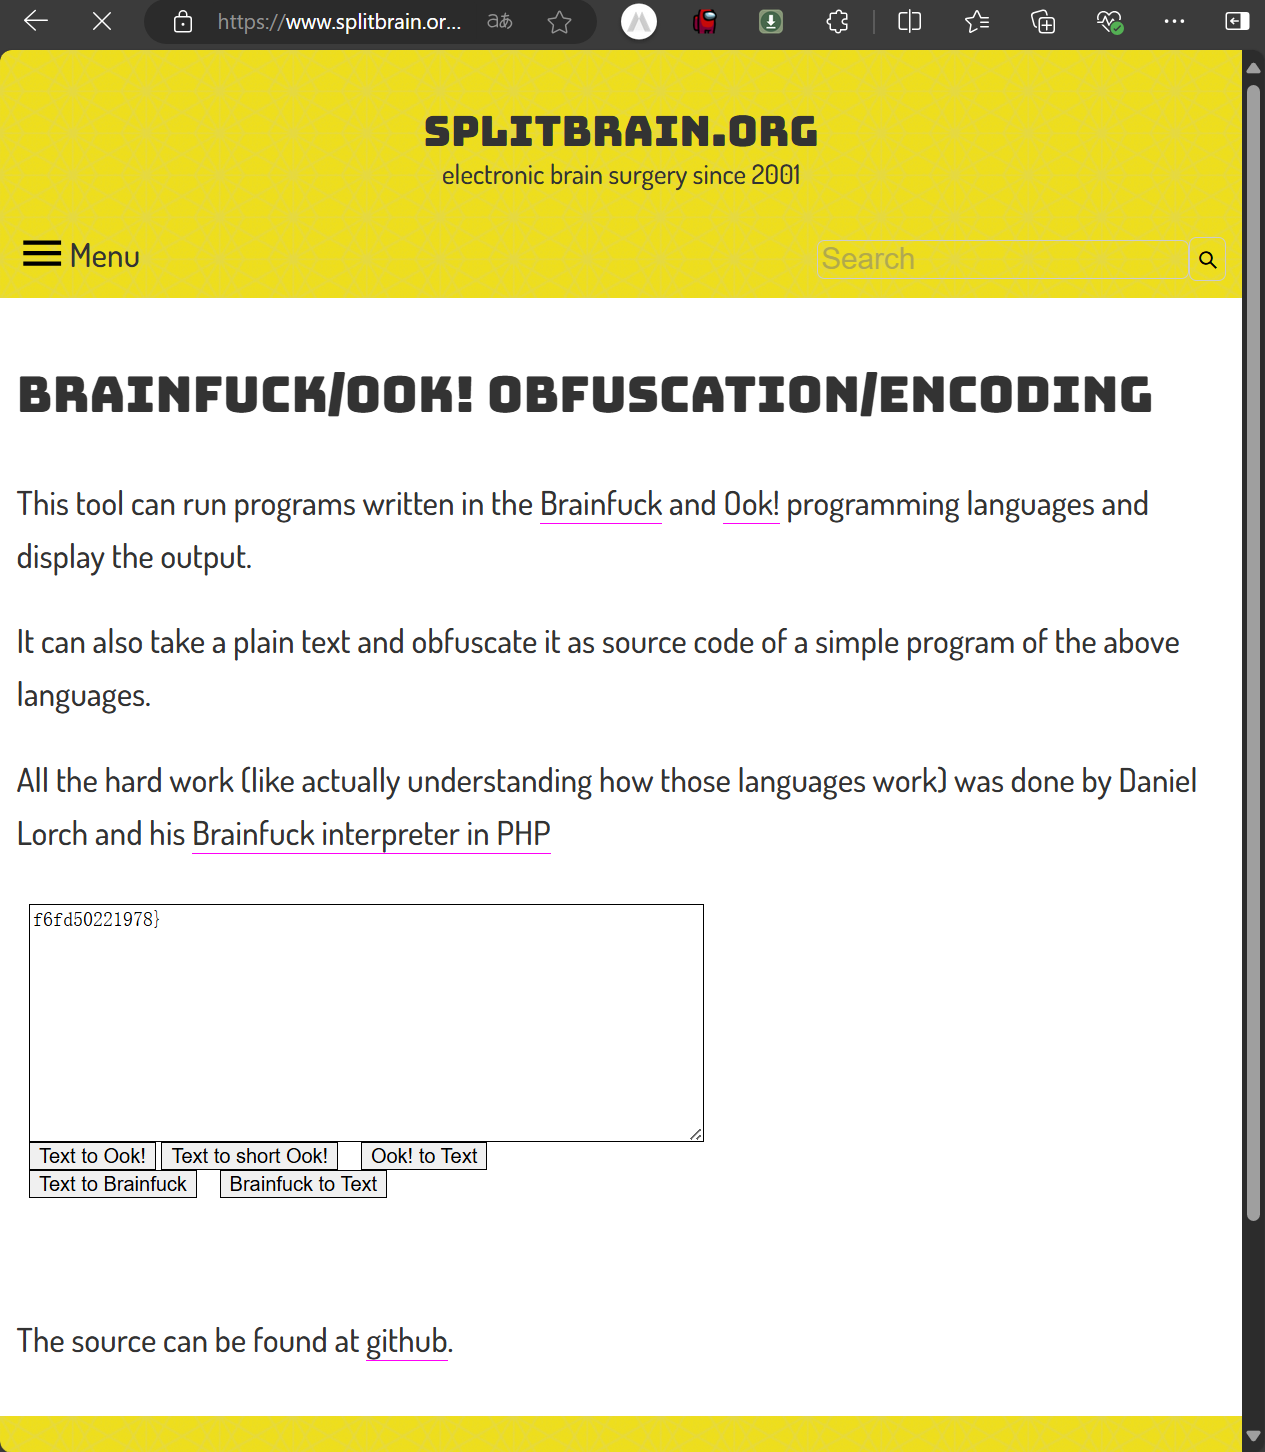 https://www.splitbrain.or...
aあ
SPLITBRAIN.ORG
electronic brain surgery since 2001
Menu
Search
BRAINFUCK/OOK! OBFUSCATION/ENCODING
This tool can run programs written in the Brainfuck and Ook! programming languages and
display the output.
It can also take a plain text and obfuscate it as source code of a simple program of the above
languages.
All the hard work (like actually understanding how those languages work) was done by Daniel
Lorch and his Brainfuck interpreter in PHP
f6fd50221978}
Text to Ook! Text to short Ook! Ook! to Text
Text to Brainfuck Brainfuck to Text
The source can be found at github.